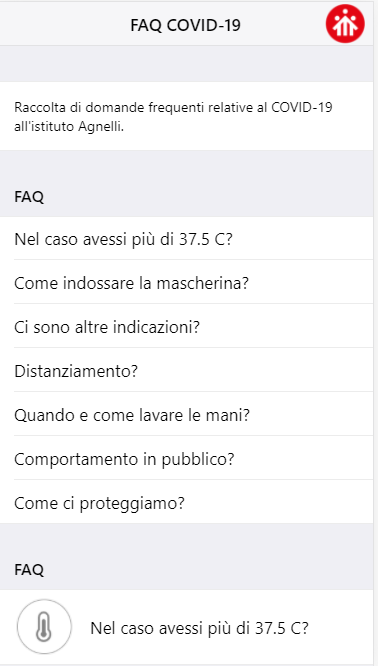 FAQ COVID-19
Raccolta di domande frequenti relative al COVID-19
all'istituto Agnelli.
FAQ
Nel caso avessi più di 37.5 C?
Come indossare la mascherina?
Ci sono altre indicazioni?
Distanziamento?
Quando e come lavare le mani?
Comportamento in pubblico?
Come ci proteggiamo?
FAQ
Nel caso avessi più di 37.5 C?